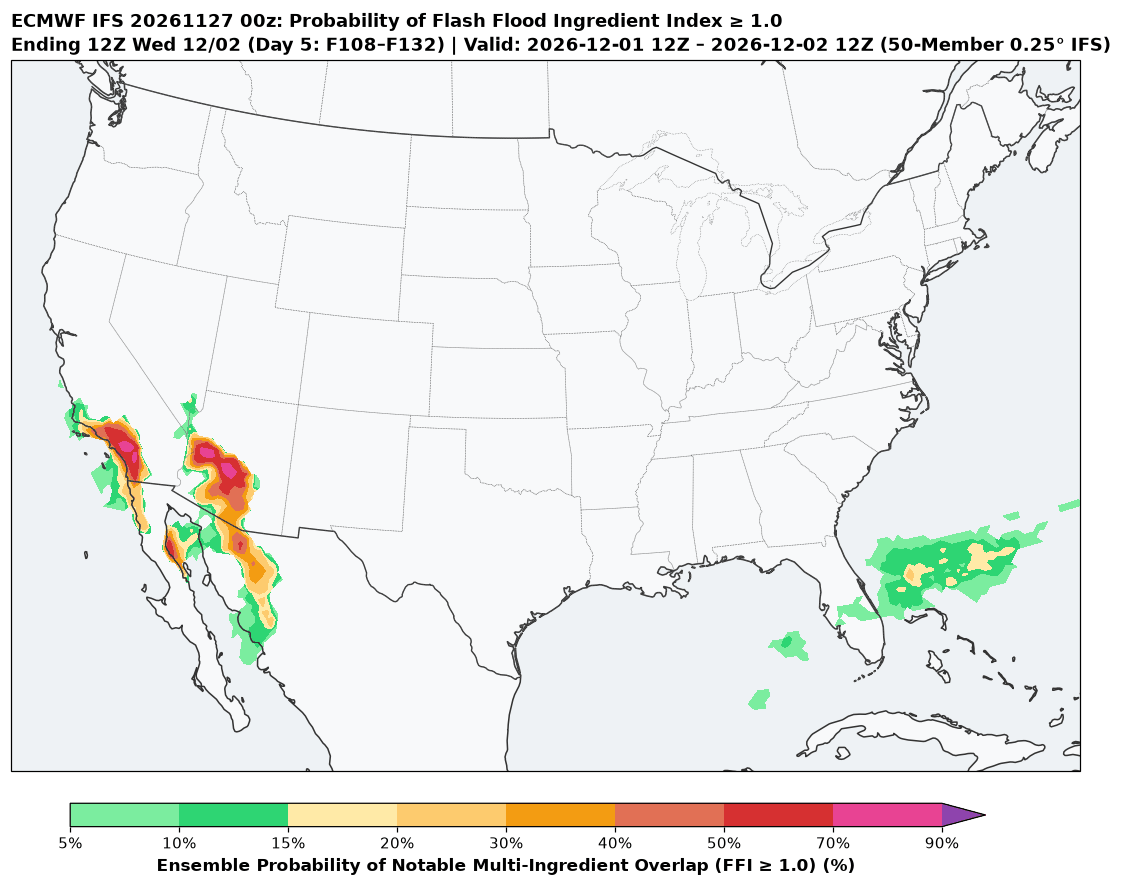 ECMWF IFS 20261127 00z: Probability of Flash Flood Ingredient Index ≥ 1.0
Ending 12Z Wed 12/02 (Day 5: F108–F132) | Valid: 2026-12-01 12Z – 2026-12-02 12Z (50-Member 0.25° IFS)
5% 10% 15% 20% 30% 40% 50% 70% 90%
Ensemble Probability of Notable Multi-Ingredient Overlap (FFI ≥ 1.0) (%)